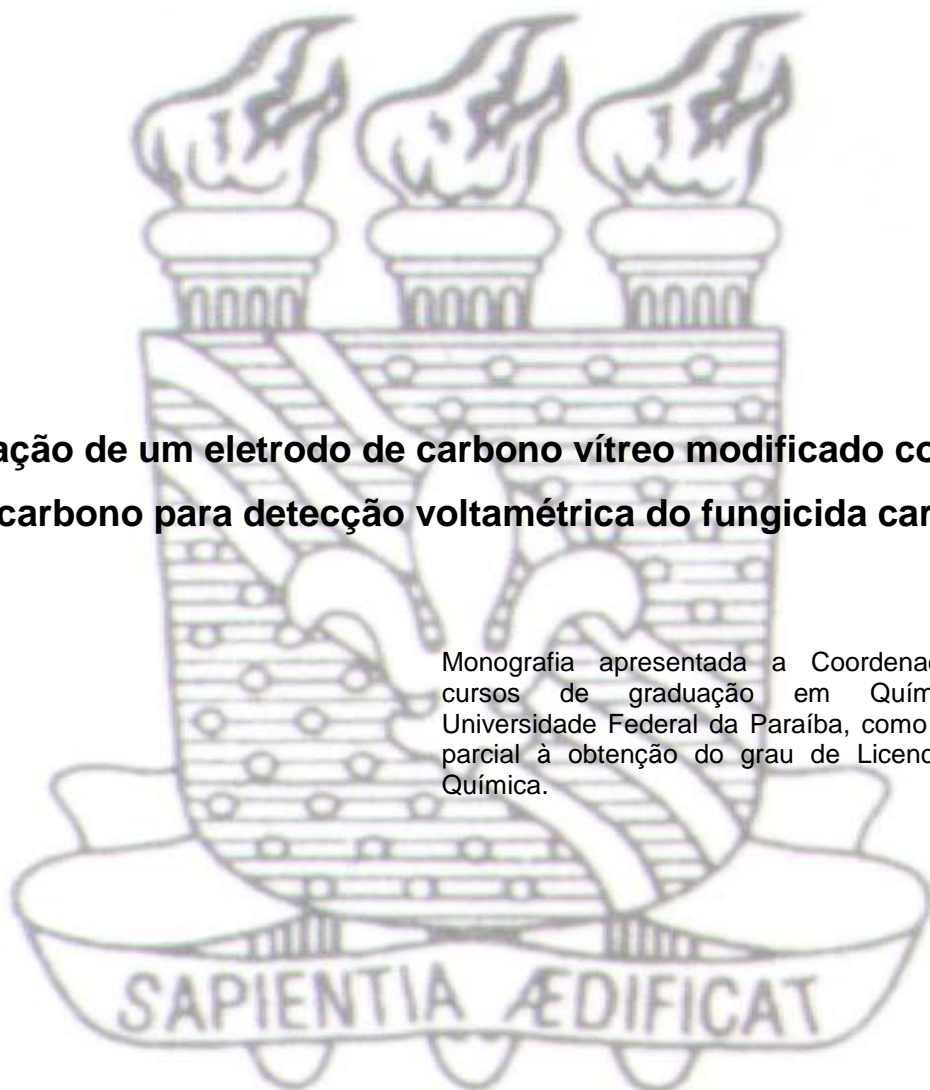 ação de um eletrodo de carbono vítreo modificado co
carbono para detecção voltamétrica do fungicida car
Monografia apresentada a Coordena
cursos de graduação em Quím
Universidade Federal da Paraíba, como
parcial à obtenção do grau de Licenc
Química.
SAPIENTIA ÆDIFICAT